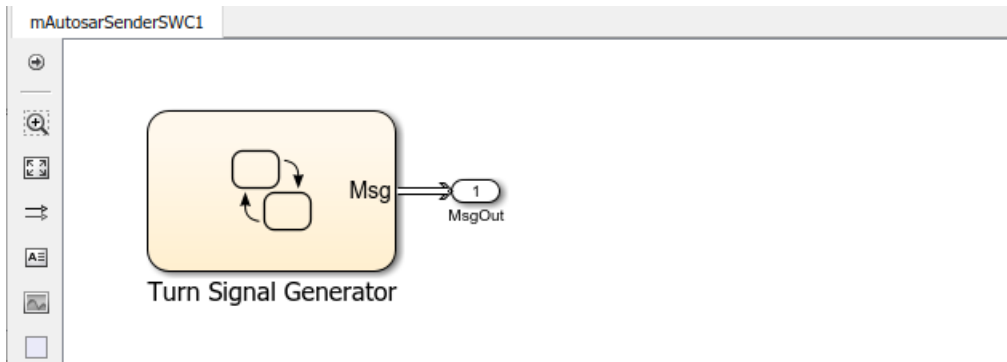 mAutosarSenderSWC1
Msg
1
MsgOut
Turn Signal Generator
A